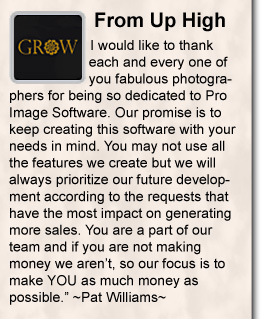 From Up High
GROW
I would like to thank
each and every one of
you fabulous photogra-
phers for being so dedicated to Pro
Image Software. Our promise is to
keep creating this software with your
needs in mind. You may not use all
the features we create but we will
always prioritize our future develop-
ment according to the requests that
have the most impact on generating
more sales. You are a part of our
team and if you are not making
money we aren't, so our focus is to
make YOU as much money as
possible.” ~Pat Williams~